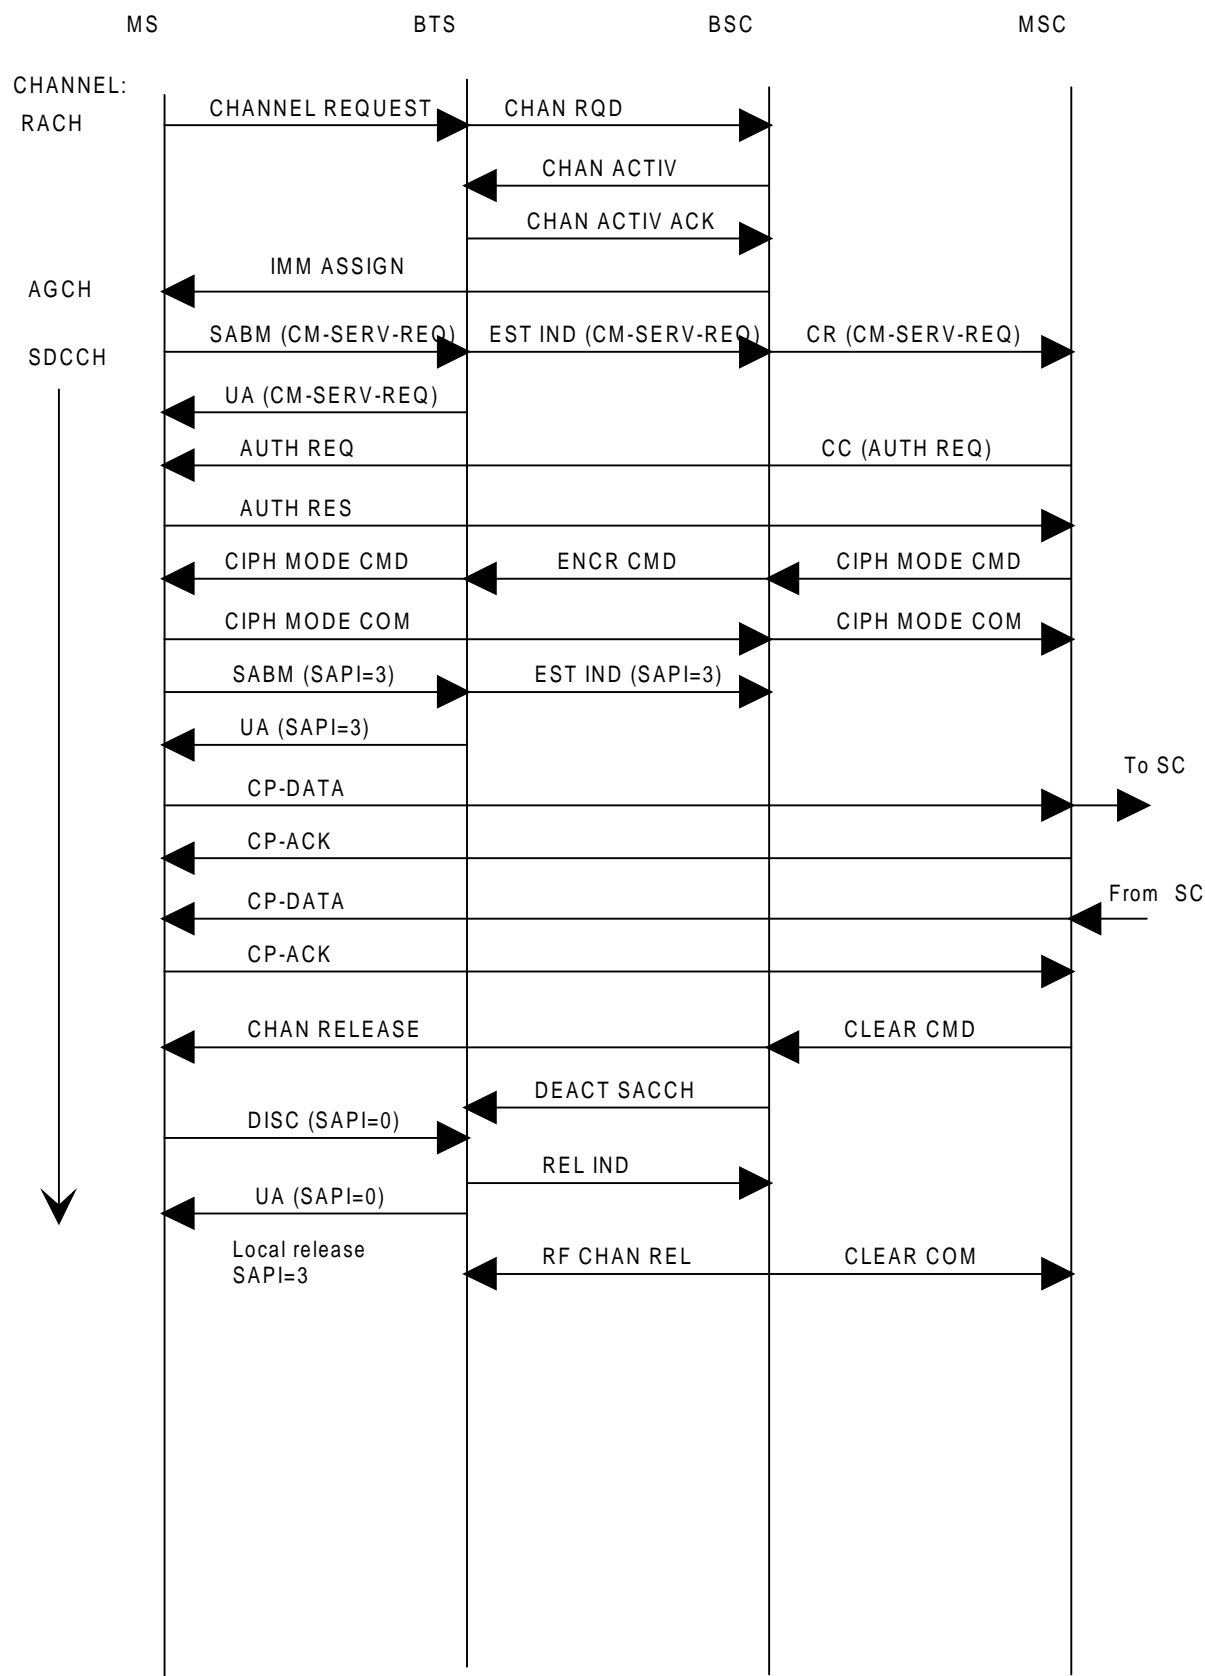 MS BTS BSC MSC
CHANNEL:
RACH CHANNEL REQUEST CHAN RQD
CHAN ACTIV
CHAN ACTIV ACK
IMM ASSIGN
AGCH
SABM (CM-SERV-REQ) EST IND (CM-SERV-REQ) CR (CM-SERV-REQ)
SDCCH
UA (CM-SERV-REQ)
AUTH REQ CC (AUTH REQ)
AUTH RES
CIPH MODE CMD ENCR CMD CIPH MODE CMD
CIPH MODE COM CIPH MODE COM
SABM (SAPI=3) EST IND (SAPI=3)
UA (SAPI=3)
To SC
CP-DATA
CP-ACK
CP-DATA From SC
CP-ACK
CHAN RELEASE CLEAR CMD
DEACT SACCH
DISC (SAPI=0)
REL IND
UA (SAPI=0)
Local release
SAPI=3
RF CHAN REL CLEAR COM